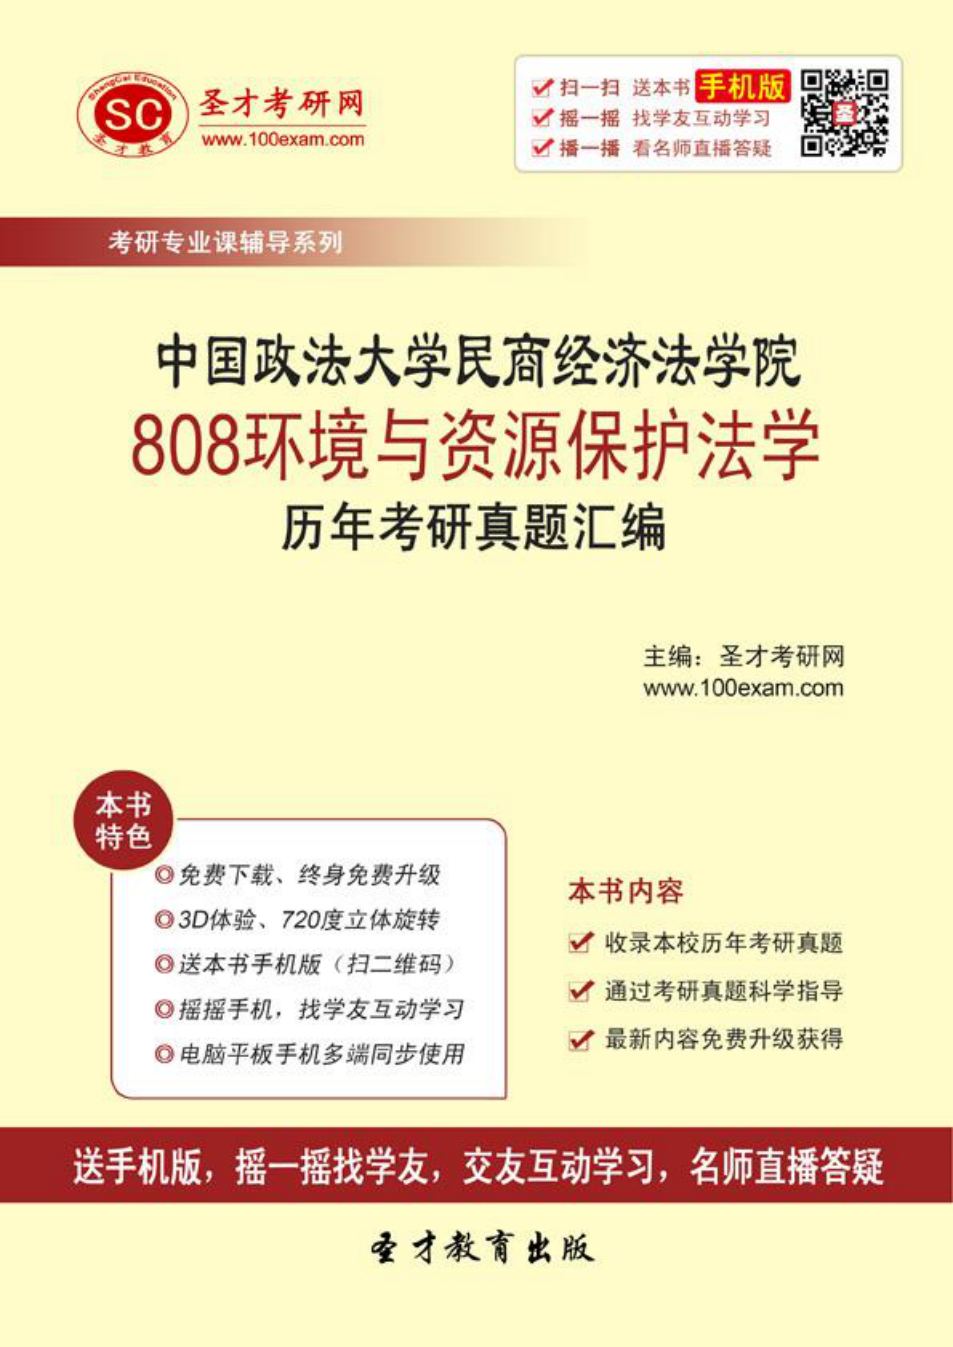 ShengCai Education
SC
圣才教育
圣才考研网
www.100exam.com
扫一扫 送本书 手机版
摇一摇 找学友互动学习
播一播 看名师直播答疑
圣
考研专业课辅导系列
中国政法大学民商经济法学院
808环境与资源保护法学
历年考研真题汇编
主编：圣才考研网
www.100exam.com
本书
特色
◎免费下载、终身免费升级
◎3D体验、720度立体旋转
◎送本书手机版（扫二维码）
◎摇摇手机，找学友互动学习
◎电脑平板手机多端同步使用
本书内容
收录本校历年考研真题
通过考研真题科学指导
最新内容免费升级获得
送手机版，摇一摇找学友，交友互动学习，名师直播答疑
圣才教育出版